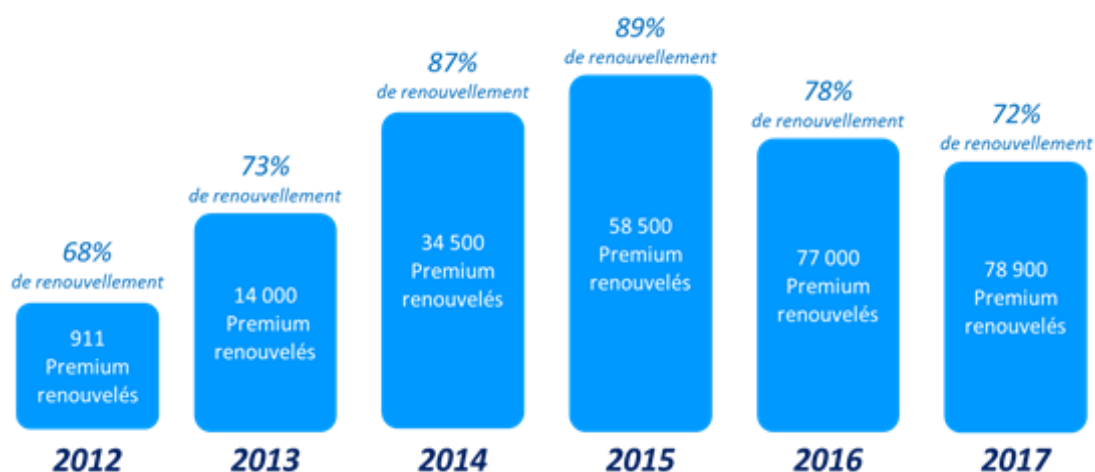 68%
de renouvellement
911
Premium
renouvelés
2012
73%
de renouvellement
14 000
Premium
renouvelés
2013
87%
de renouvellement
34 500
Premium
renouvelés
2014
89%
de renouvellement
58 500
Premium
renouvelés
2015
78%
de renouvellement
77 000
Premium
renouvelés
2016
72%
de renouvellement
78 900
Premium
renouvelés
2017